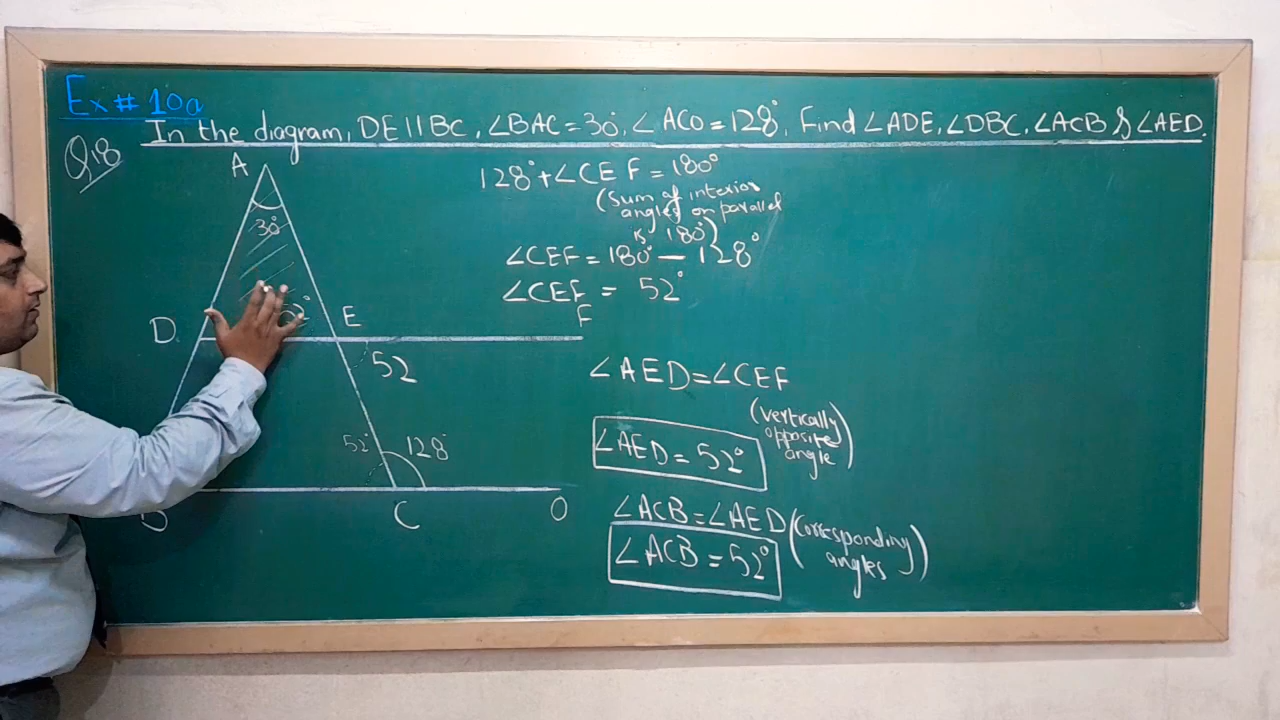 Ex # 10a
Q18
In the diagram, DE || BC, ∠BAC = 30°, ∠ACO = 128°. Find ∠ADE, ∠DBC, ∠ACB & ∠AED.
A
30°
D
E
F
52
52°
128°
C
O
128° + ∠CEF = 180°
(Sum of interior
angles on parallel
is 180°)
∠CEF = 180° − 128°
∠CEF = 52°
∠AED = ∠CEF
(vertically
opposite
angle)
∠AED = 52°
∠ACB = ∠AED (corresponding
angles)
∠ACB = 52°